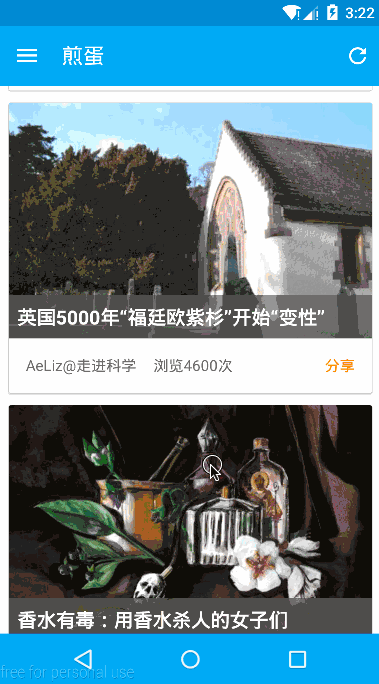 3:22
煎蛋
英国5000年“福廷欧紫杉”开始“变性”
AeLiz@走进科学 浏览4600次 分享
香水有毒：用香水杀人的女子们
free for personal use